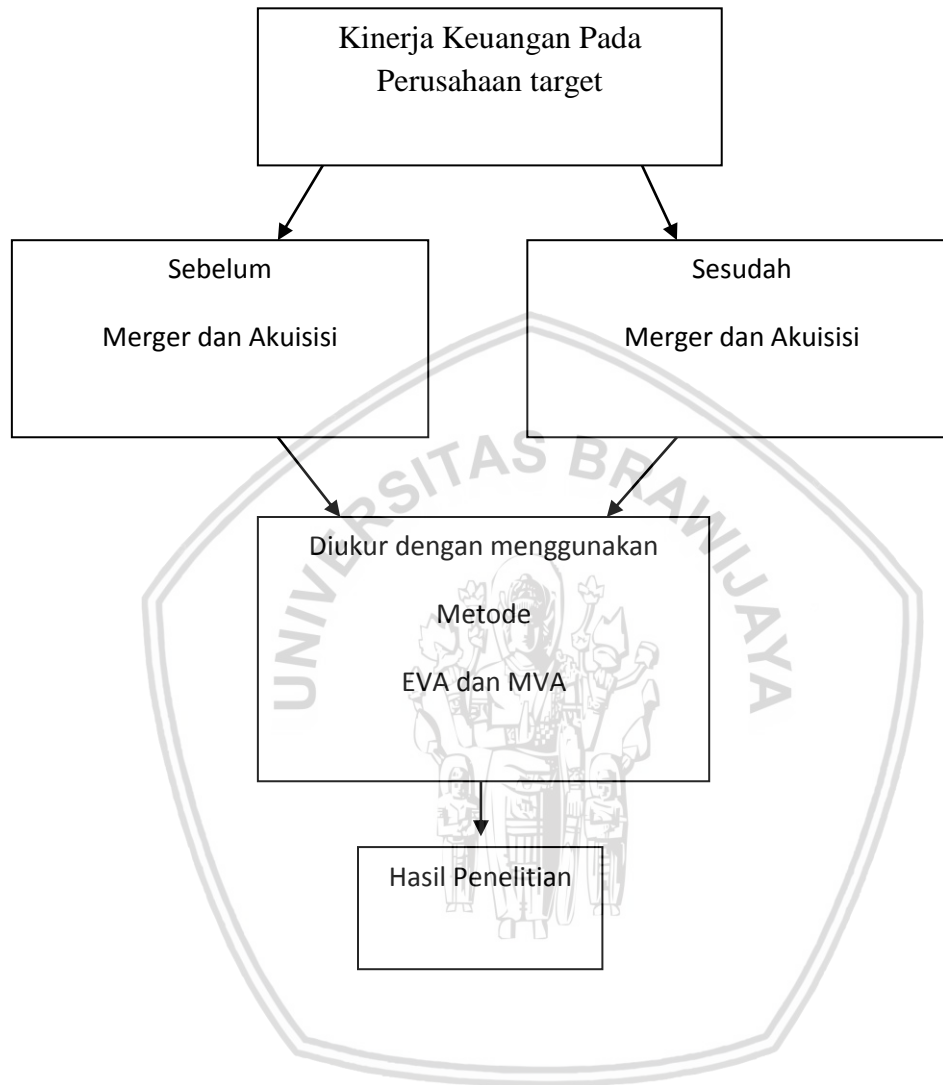 Kinerja Keuangan Pada
Perusahaan target
Sebelum
Merger dan Akuisisi
Sesudah
Merger dan Akuisisi
UNIVERSITAS BRAWIJAYA
Diukur dengan menggunakan
Metode
EVA dan MVA
Hasil Penelitian